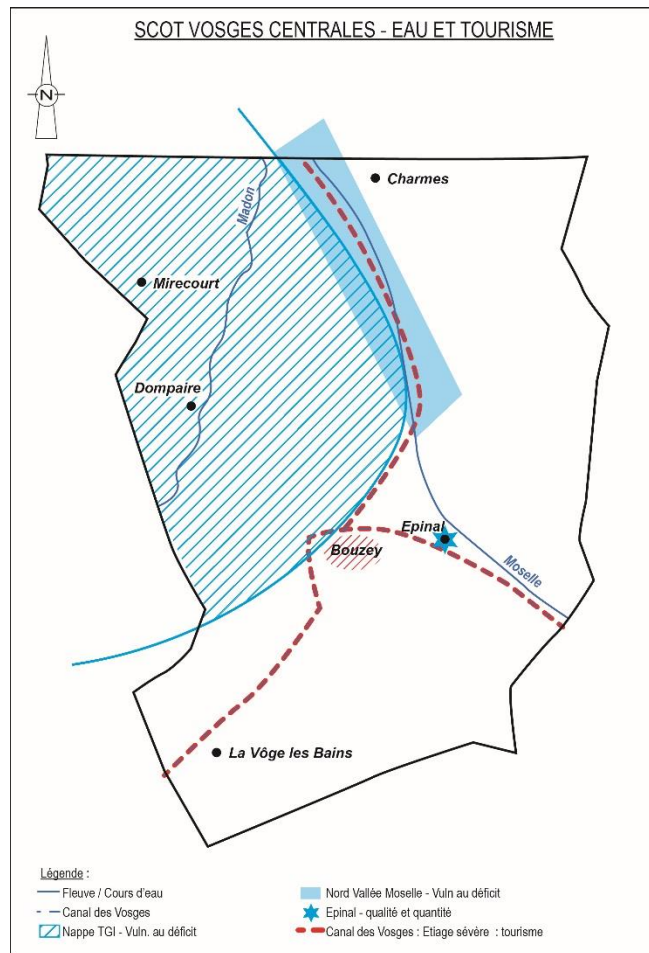 SCOT VOSGES CENTRALES - EAU ET TOURISME
N
Charmes
Madon
Mirecourt
Dompaire
Epinal
Bouzey
Moselle
La Vôge les Bains
Légende :
Fleuve / Cours d'eau
Canal des Vosges
Nappe TGI - Vuln. au déficit
Nord Vallée Moselle - Vuln au déficit
Epinal - qualité et quantité
Canal des Vosges : Etiage sévère : tourisme